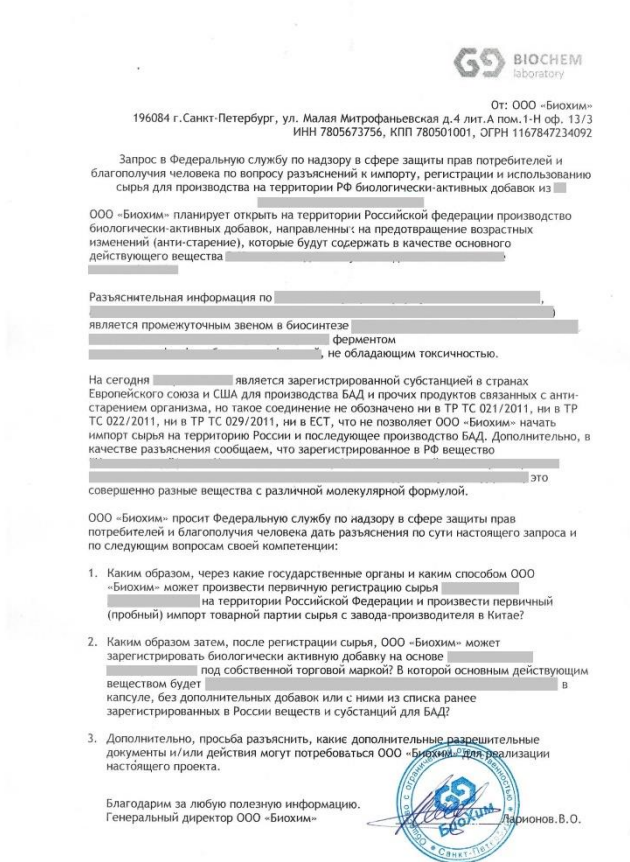 BIOCHEM
laboratory
От: ООО «Биохим»
196084 г.Санкт-Петербург, ул. Малая Митрофаньевская д.4 лит.А пом.1-Н оф. 13/3
ИНН 7805673756, КПП 780501001, ОГРН 1167847234092
Запрос в Федеральную службу по надзору в сфере защиты прав потребителей и
благополучия человека по вопросу разъяснений к импорту, регистрации и использованию
сырья для производства на территории РФ биологически-активных добавок из
ООО «Биохим» планирует открыть на территории Российской федерации производство
биологически-активных добавок, направленных на предотвращение возрастных
изменений (анти-старение), которые будут содержать в качестве основного
действующего вещества
Разъяснительная информация по ,
)
является промежуточным звеном в биосинтезе
ферментом
, не обладающим токсичностью.
На сегодня является зарегистрированной субстанцией в странах
Европейского союза и США для производства БАД и прочих продуктов связанных с анти-
старением организма, но такое соединение не обозначено ни в ТР ТС 021/2011, ни в ТР
ТС 022/2011, ни в ТР ТС 029/2011, ни в ЕСТ, что не позволяет ООО «Биохим» начать
импорт сырья на территорию России и последующее производство БАД. Дополнительно, в
качестве разъяснения сообщаем, что зарегистрированное в РФ вещество
это
совершенно разные вещества с различной молекулярной формулой.
ООО «Биохим» просит Федеральную службу по надзору в сфере защиты прав
потребителей и благополучия человека дать разъяснения по сути настоящего запроса и
по следующим вопросам своей компетенции:
1. Каким образом, через какие государственные органы и каким способом ООО
«Биохим» может произвести первичную регистрацию сырья
на территории Российской Федерации и произвести первичный
(пробный) импорт товарной партии сырья с завода-производителя в Китае?
2. Каким образом затем, после регистрации сырья, ООО «Биохим» может
зарегистрировать биологически активную добавку на основе
под собственной торговой маркой? В которой основным действующим
веществом будет в
капсуле, без дополнительных добавок или с ними из списка ранее
зарегистрированных в России веществ и субстанций для БАД?
3. Дополнительно, просьба разъяснить, какие дополнительные разрешительные
документы и/или действия могут потребоваться ООО «Биохим» для реализации
настоящего проекта.
Благодарим за любую полезную информацию.
Генеральный директор ООО «Биохим» Ларионов.В.О.
БиоХим